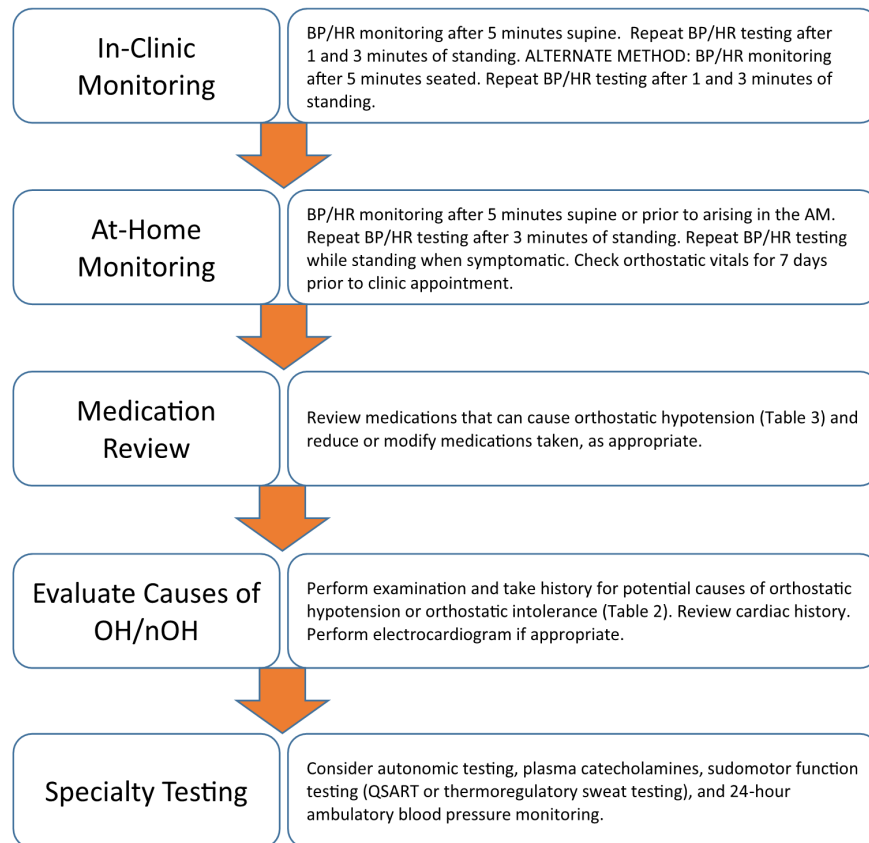 In-Clinic
Monitoring
BP/HR monitoring after 5 minutes supine.  Repeat BP/HR testing after
1 and 3 minutes of standing. ALTERNATE METHOD: BP/HR monitoring
after 5 minutes seated. Repeat BP/HR testing after 1 and 3 minutes of
standing.
At-Home
Monitoring
BP/HR monitoring after 5 minutes supine or prior to arising in the AM.
Repeat BP/HR testing after 3 minutes of standing. Repeat BP/HR testing
while standing when symptomatic. Check orthostatic vitals for 7 days
prior to clinic appointment.
Medication
Review
Review medications that can cause orthostatic hypotension (Table 3) and
reduce or modify medications taken, as appropriate.
Evaluate Causes of
OH/nOH
Perform examination and take history for potential causes of orthostatic
hypotension or orthostatic intolerance (Table 2). Review cardiac history.
Perform electrocardiogram if appropriate.
Specialty Testing
Consider autonomic testing, plasma catecholamines, sudomotor function
testing (QSART or thermoregulatory sweat testing), and 24-hour
ambulatory blood pressure monitoring.